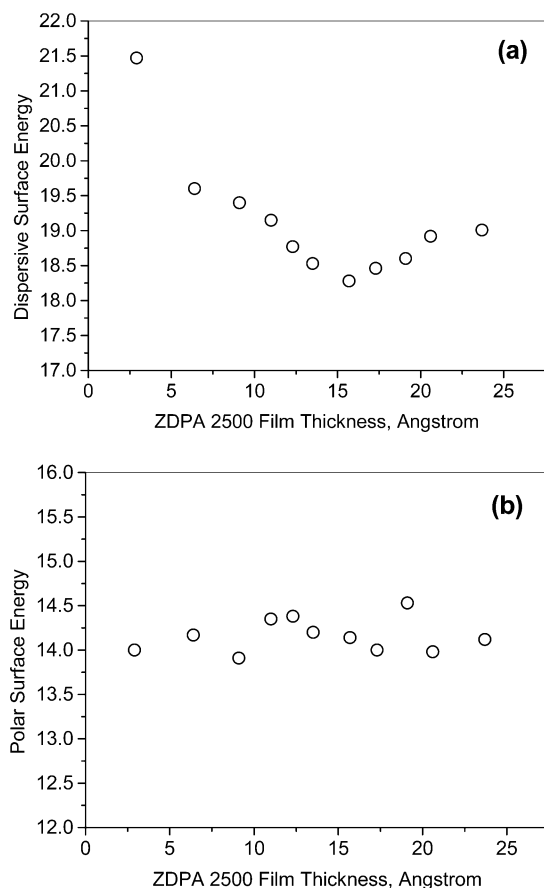 (a)
Dispersive Surface Energy
22.0
21.5
21.0
20.5
20.0
19.5
19.0
18.5
18.0
17.5
17.0
0 5 10 15 20 25
ZDPA 2500 Film Thickness, Angstrom
(b)
Polar Surface Energy
16.0
15.5
15.0
14.5
14.0
13.5
13.0
12.5
12.0
0 5 10 15 20 25
ZDPA 2500 Film Thickness, Angstrom